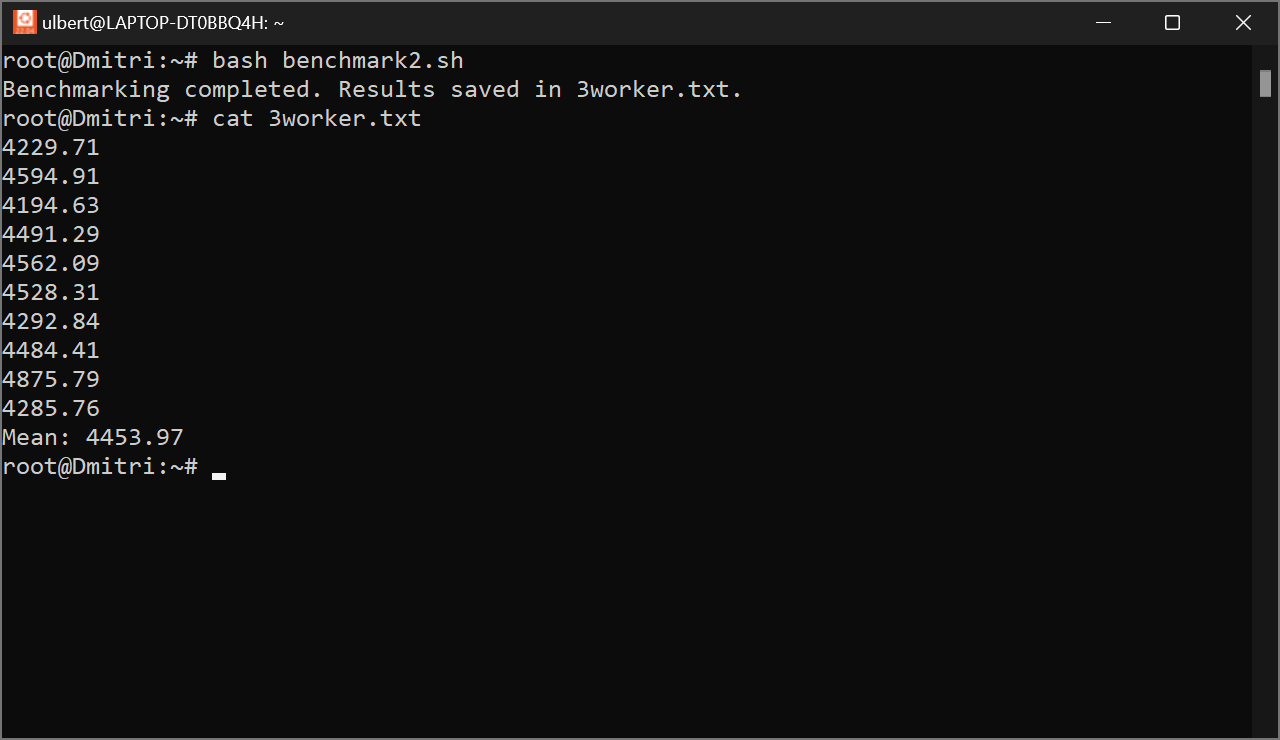 ulbert@LAPTOP-DT0BBQ4H: ~
root@Dmitri:~# bash benchmark2.sh
Benchmarking completed. Results saved in 3worker.txt.
root@Dmitri:~# cat 3worker.txt
4229.71
4594.91
4194.63
4491.29
4562.09
4528.31
4292.84
4484.41
4875.79
4285.76
Mean: 4453.97
root@Dmitri:~#